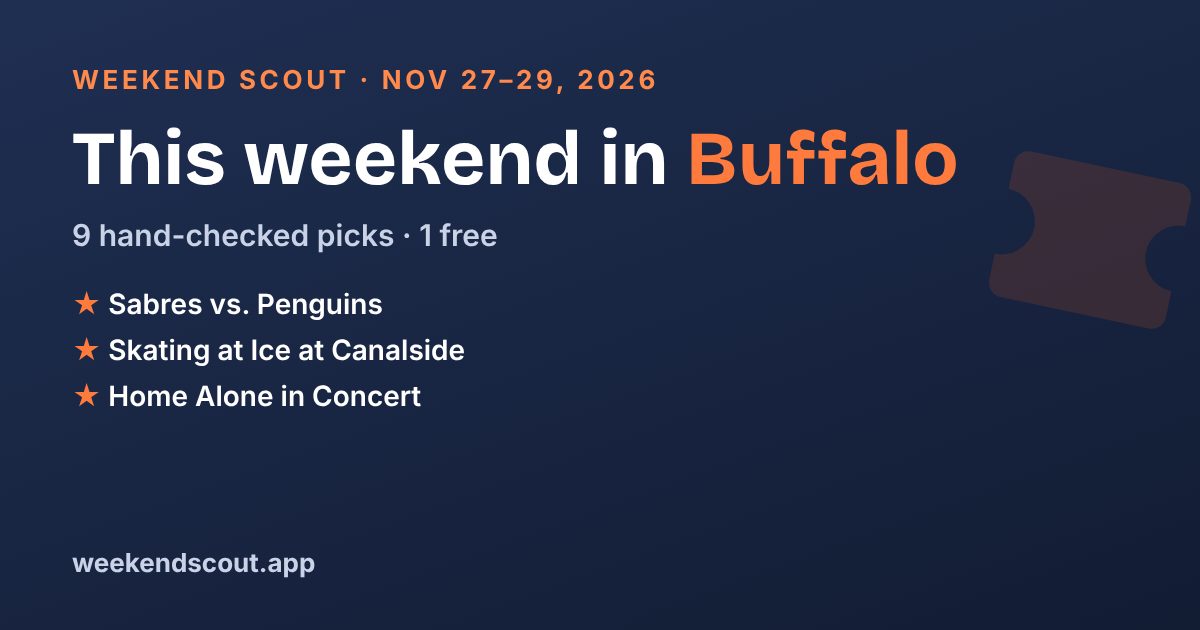 WEEKEND SCOUT · NOV 27–29, 2026
This weekend in Buffalo
9 hand-checked picks · 1 free
★ Sabres vs. Penguins
★ Skating at Ice at Canalside
★ Home Alone in Concert
weekendscout.app